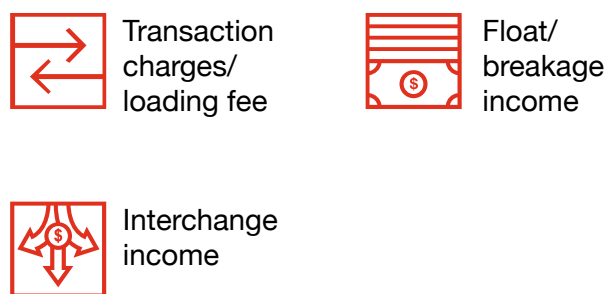 Transaction
charges/
loading fee
Float/
breakage
income
$
Interchange
income
$